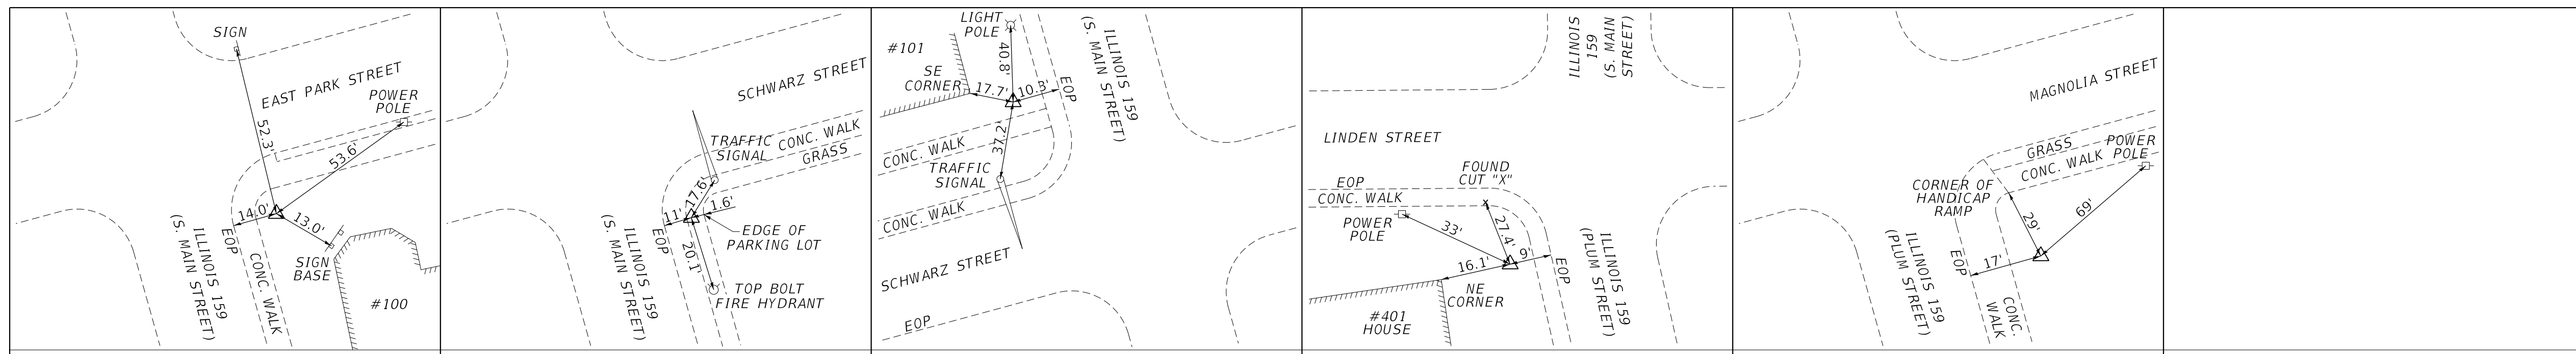 SIGN
EAST PARK STREET
POWER
POLE
52.3'
53.6'
14.0'
13.0'
EOP
ILLINOIS 159
(S. MAIN STREET)
CONC. WALK
SIGN
BASE
#100
SCHWARZ STREET
TRAFFIC
SIGNAL
CONC. WALK
GRASS
17.6'
11'
1.6'
20.1'
EOP
ILLINOIS 159
(S. MAIN STREET)
EDGE OF
PARKING LOT
TOP BOLT
FIRE HYDRANT
LIGHT
POLE
#101
SE
CORNER
40.8'
17.7'
10.3'
EOP
ILLINOIS 159
(S. MAIN STREET)
37.2'
CONC. WALK
TRAFFIC
SIGNAL
CONC. WALK
SCHWARZ STREET
EOP
ILLINOIS
159
(S. MAIN
STREET)
LINDEN STREET
FOUND
CUT "X"
EOP
CONC. WALK
X
POWER
POLE
33'
27.4'
16.1'
9'
EOP
ILLINOIS 159
(PLUM STREET)
NE
CORNER
#401
HOUSE
MAGNOLIA STREET
GRASS
CONC. WALK
POWER
POLE
CORNER OF
HANDICAP
RAMP
29'
69'
17'
EOP
ILLINOIS 159
(PLUM STREET)
CONC.
WALK